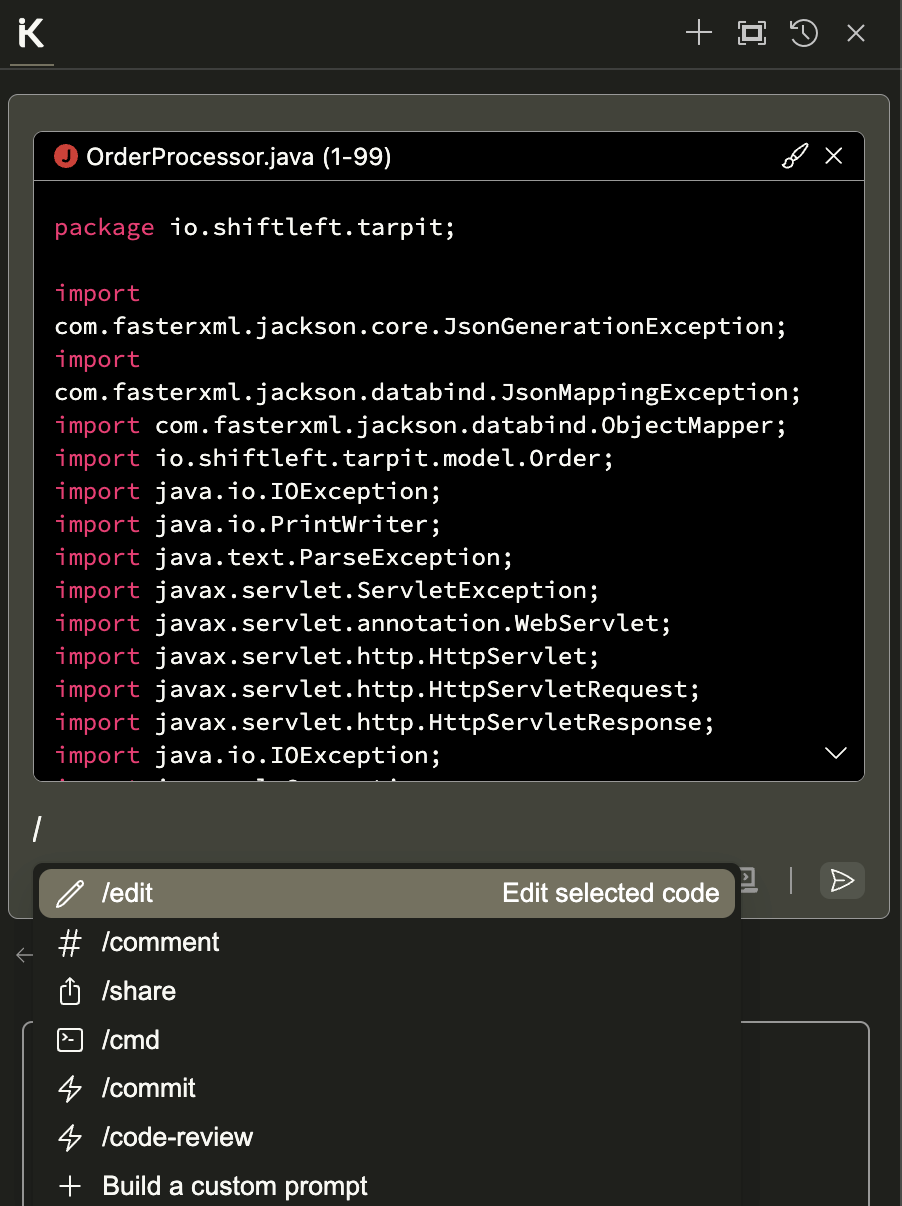 OrderProcessor.java (1-99)
package io.shiftleft.tarpit;
import
com.fasterxml.jackson.core.JsonGenerationException;
import
com.fasterxml.jackson.databind.JsonMappingException;
import com.fasterxml.jackson.databind.ObjectMapper;
import io.shiftleft.tarpit.model.Order;
import java.io.IOException;
import java.io.PrintWriter;
import java.text.ParseException;
import javax.servlet.ServletException;
import javax.servlet.annotation.WebServlet;
import javax.servlet.http.HttpServlet;
import javax.servlet.http.HttpServletRequest;
import javax.servlet.http.HttpServletResponse;
import java.io.IOException;
/
/edit Edit selected code
/comment
/share
/cmd
/commit
/code-review
Build a custom prompt